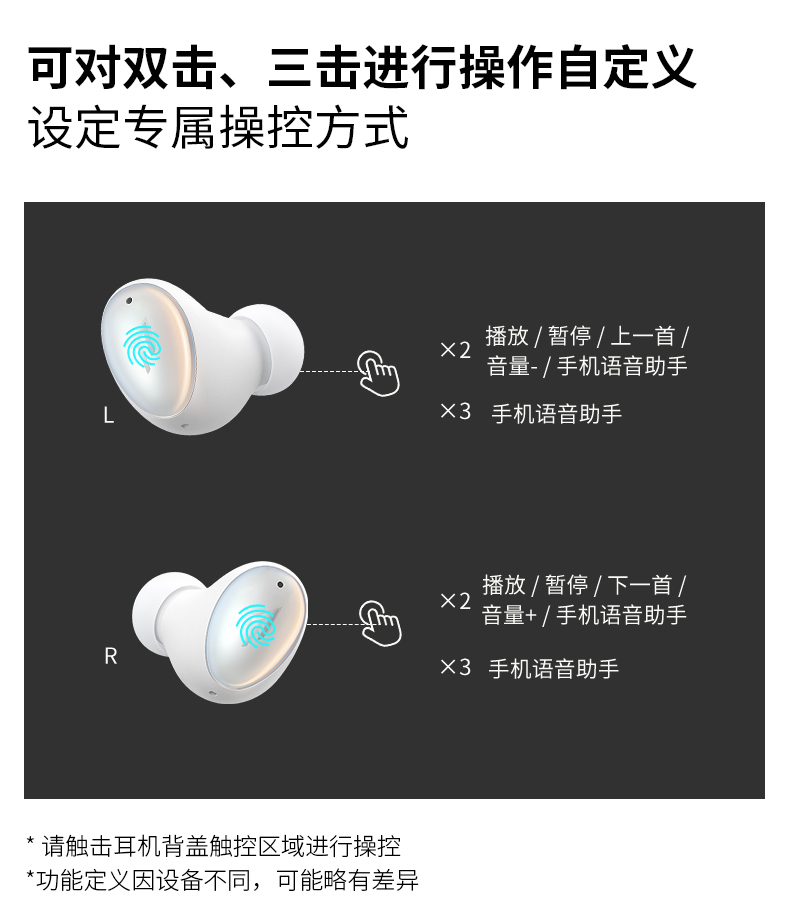 可对双击、三击进行操作自定义
设定专属操控方式
×2 播放 / 暂停 / 上一首 /
音量- / 手机语音助手
L
×3 手机语音助手
×2 播放 / 暂停 / 下一首 /
音量+ / 手机语音助手
R
×3 手机语音助手
* 请触击耳机背盖触控区域进行操控
*功能定义因设备不同，可能略有差异